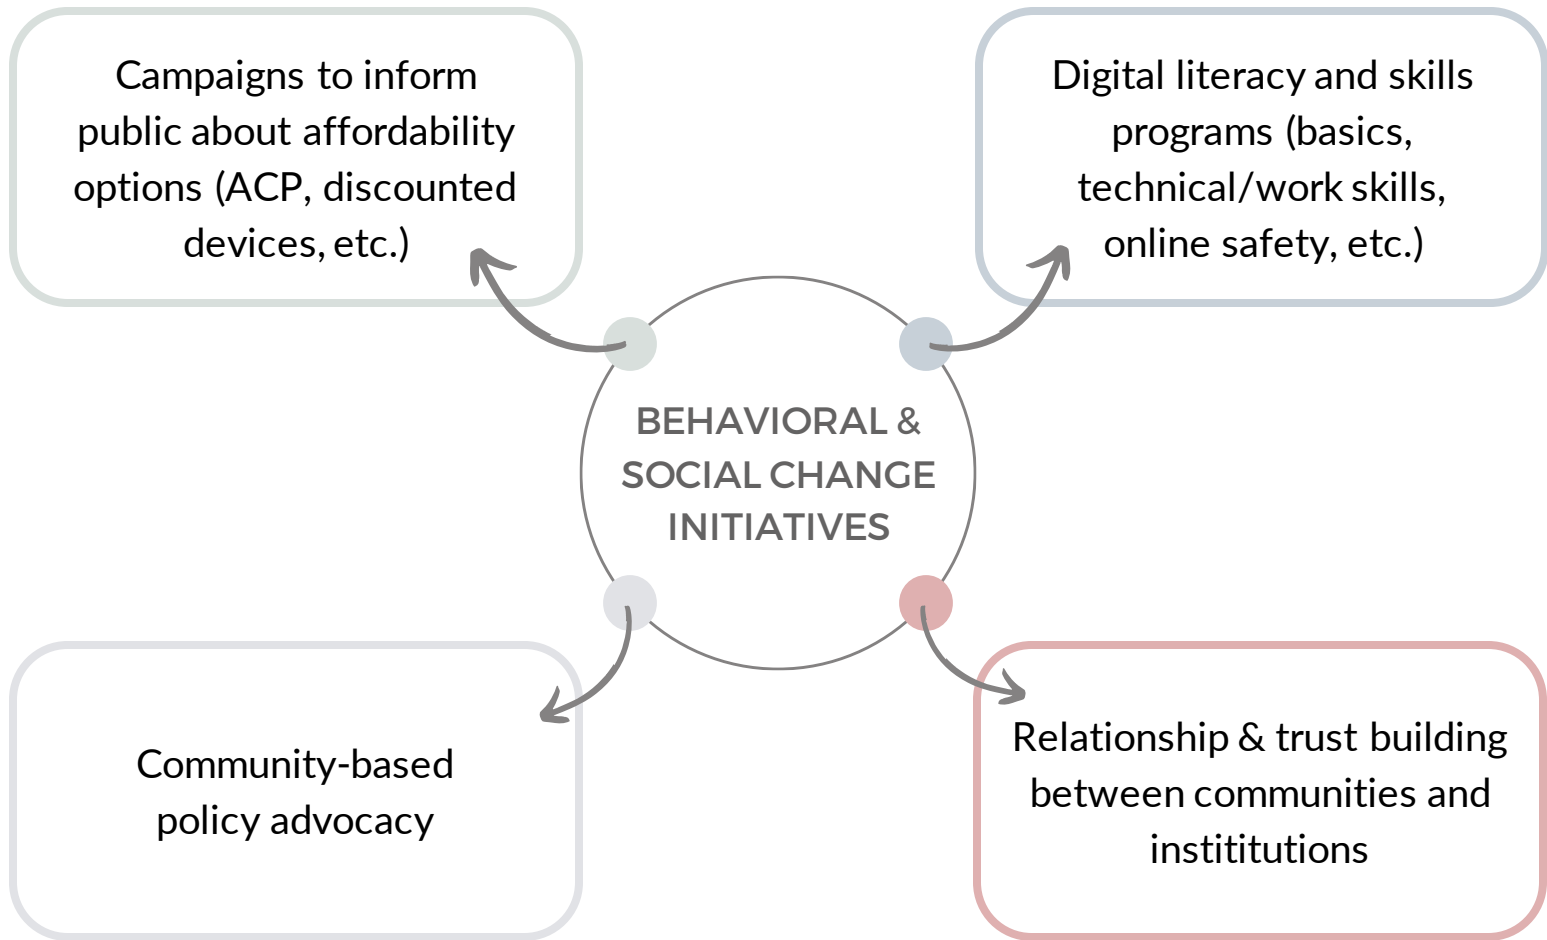 Campaigns to inform
public about affordability
options (ACP, discounted
devices, etc.)
Digital literacy and skills
programs (basics,
technical/work skills,
online safety, etc.)
BEHAVIORAL &
SOCIAL CHANGE
INITIATIVES
Community-based
policy advocacy
Relationship & trust building
between communities and
instititutions